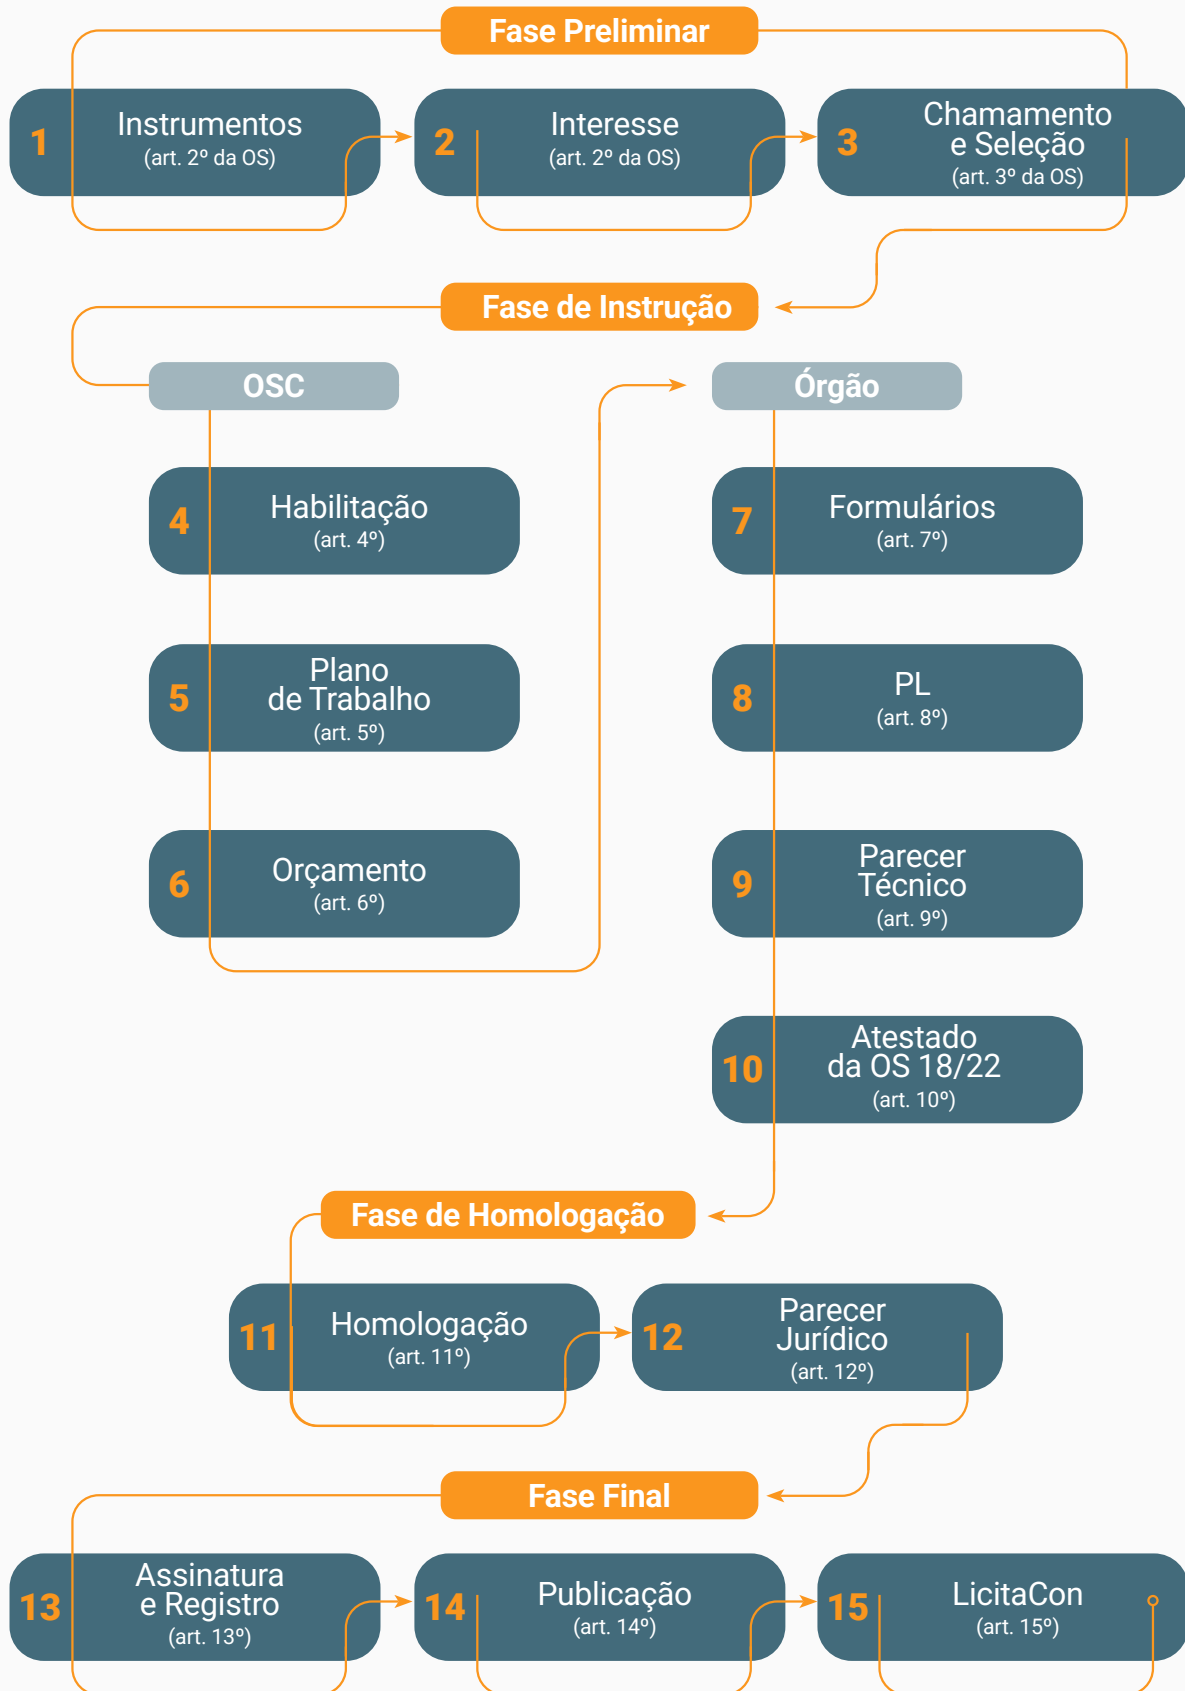 Fase Preliminar
1
Instrumentos
(art. 2º da OS)
2
Interesse
(art. 2º da OS)
3
Chamamento
e Seleção
(art. 3º da OS)
Fase de Instrução
OSC
4
Habilitação
(art. 4º)
5
Plano
de Trabalho
(art. 5º)
6
Orçamento
(art. 6º)
Órgão
7
Formulários
(art. 7º)
8
PL
(art. 8º)
9
Parecer
Técnico
(art. 9º)
10
Atestado
da OS 18/22
(art. 10º)
Fase de Homologação
11
Homologação
(art. 11º)
12
Parecer
Jurídico
(art. 12º)
Fase Final
13
Assinatura
e Registro
(art. 13º)
14
Publicação
(art. 14º)
15
LicitaCon
(art. 15º)